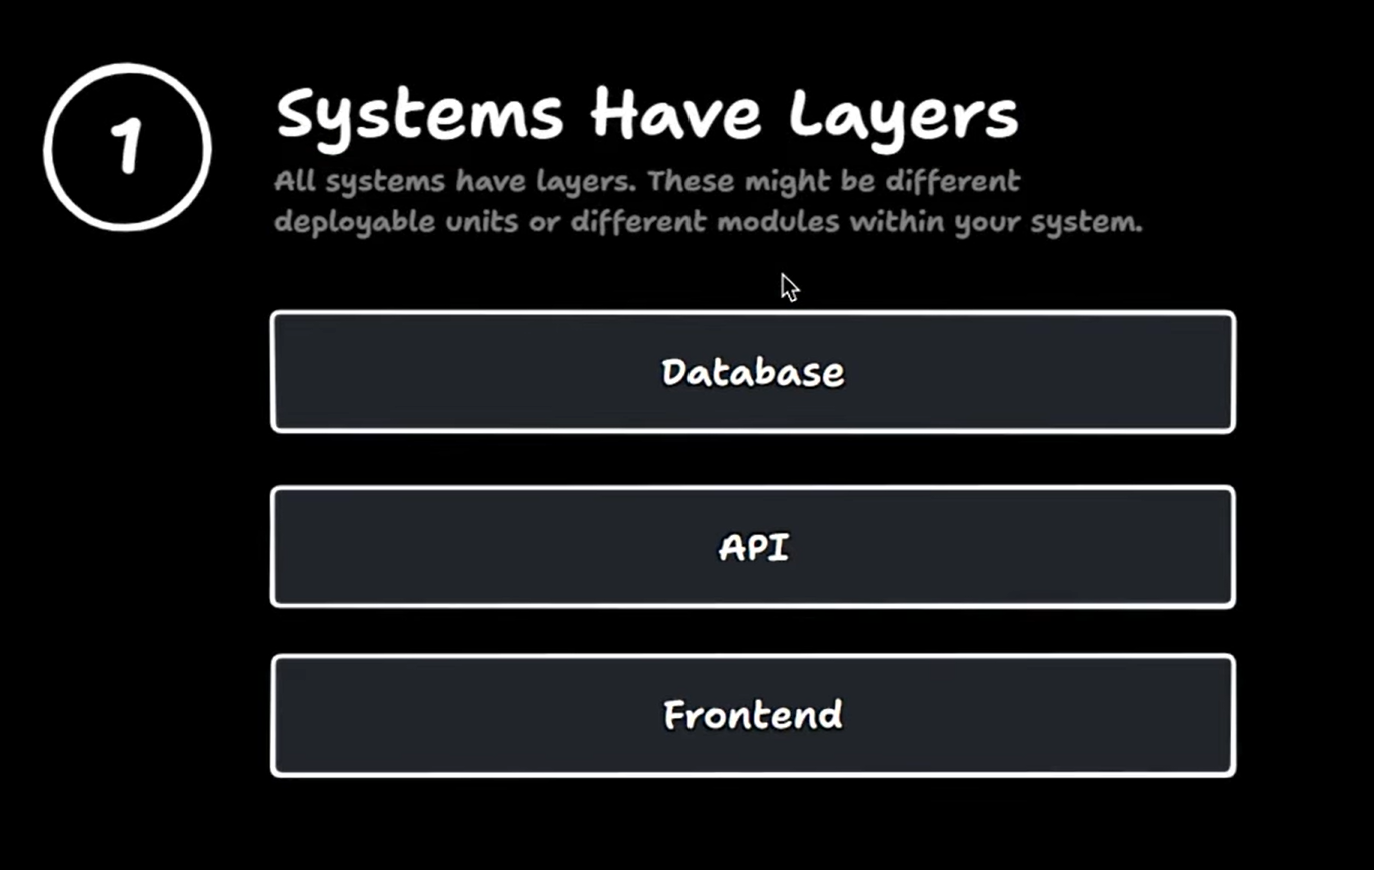 1
Systems Have Layers
All systems have layers. These might be different
deployable units or different modules within your system.
Database
API
Frontend